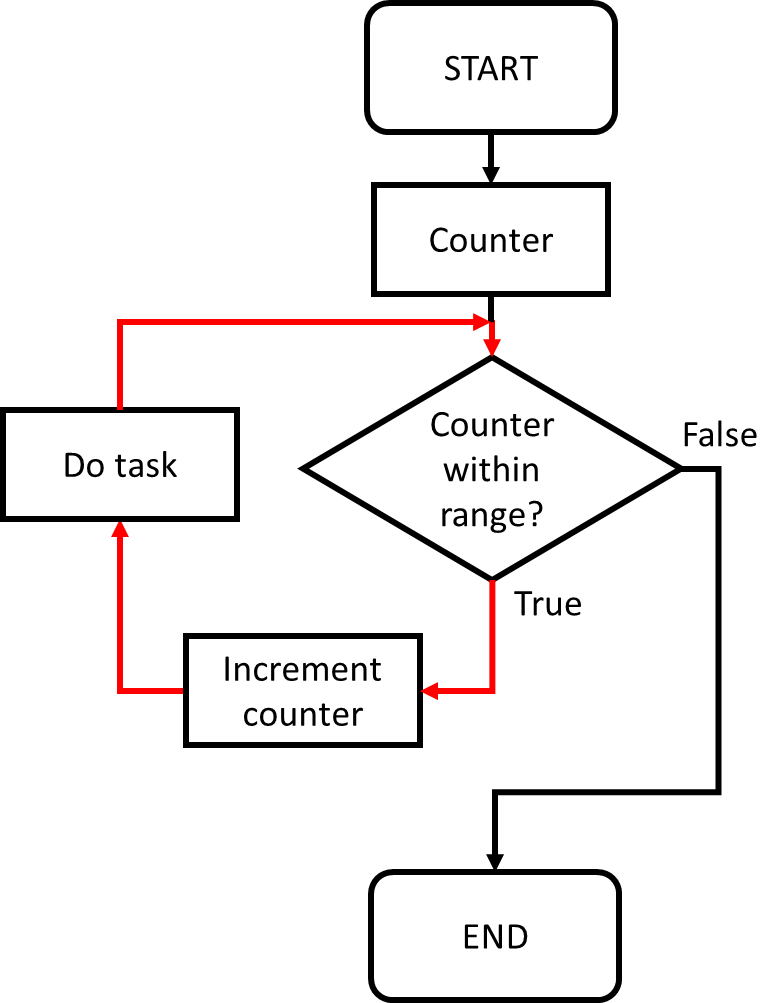 START
Counter
Counter
within
range?
False
Do task
True
Increment
counter
END